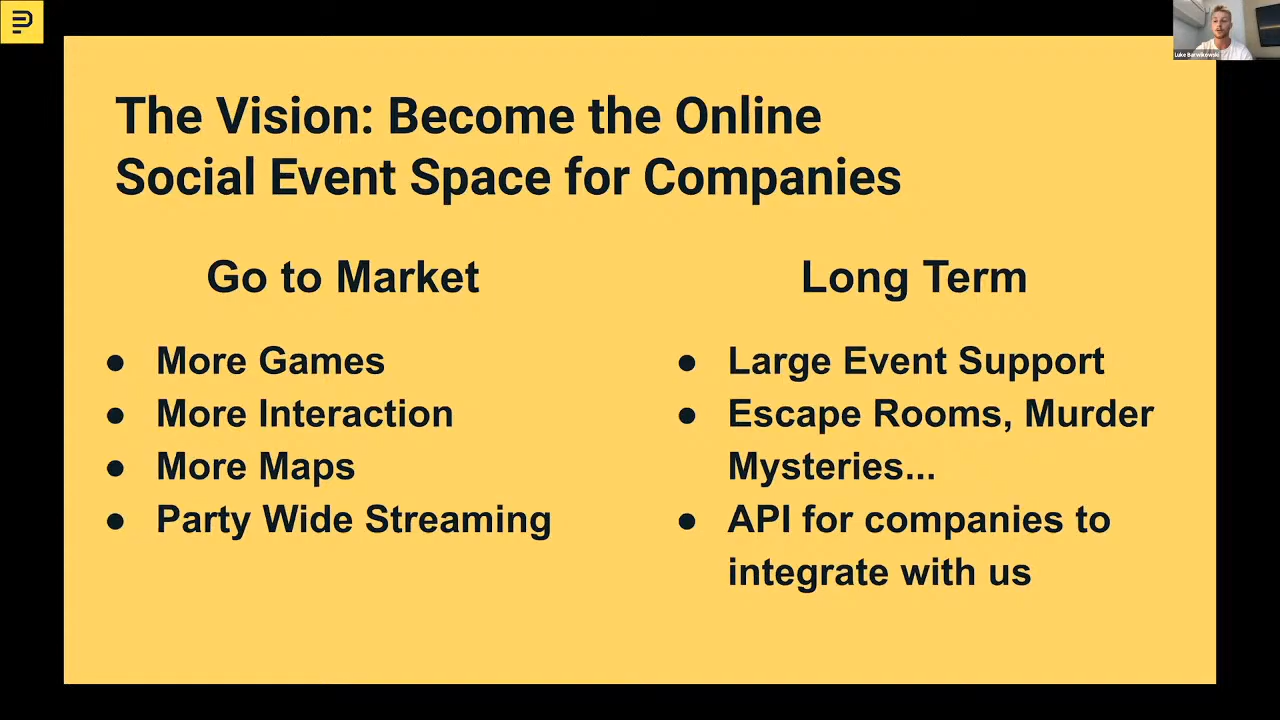 The Vision: Become the Online
Social Event Space for Companies
Go to Market
● More Games
● More Interaction
● More Maps
● Party Wide Streaming
Long Term
● Large Event Support
● Escape Rooms, Murder
Mysteries...
● API for companies to
integrate with us
Luke Barwikowski